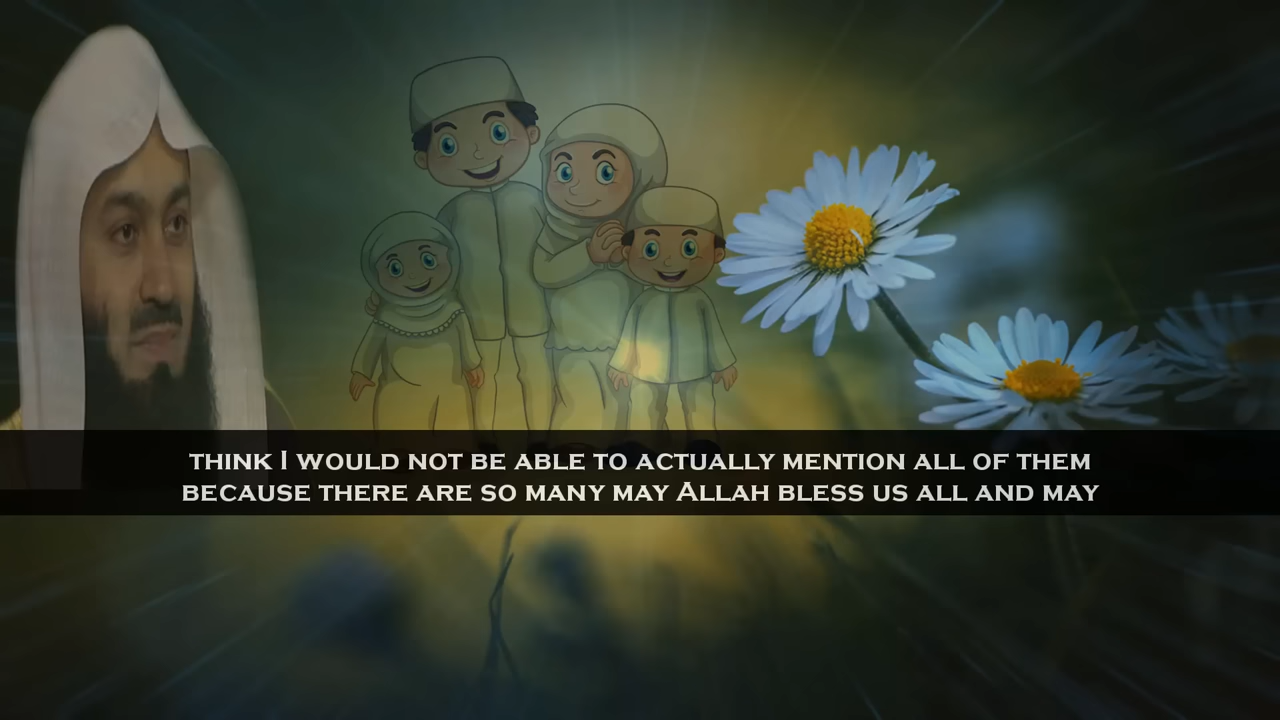 THINK I WOULD NOT BE ABLE TO ACTUALLY MENTION ALL OF THEM
BECAUSE THERE ARE SO MANY MAY ALLAH BLESS US ALL AND MAY